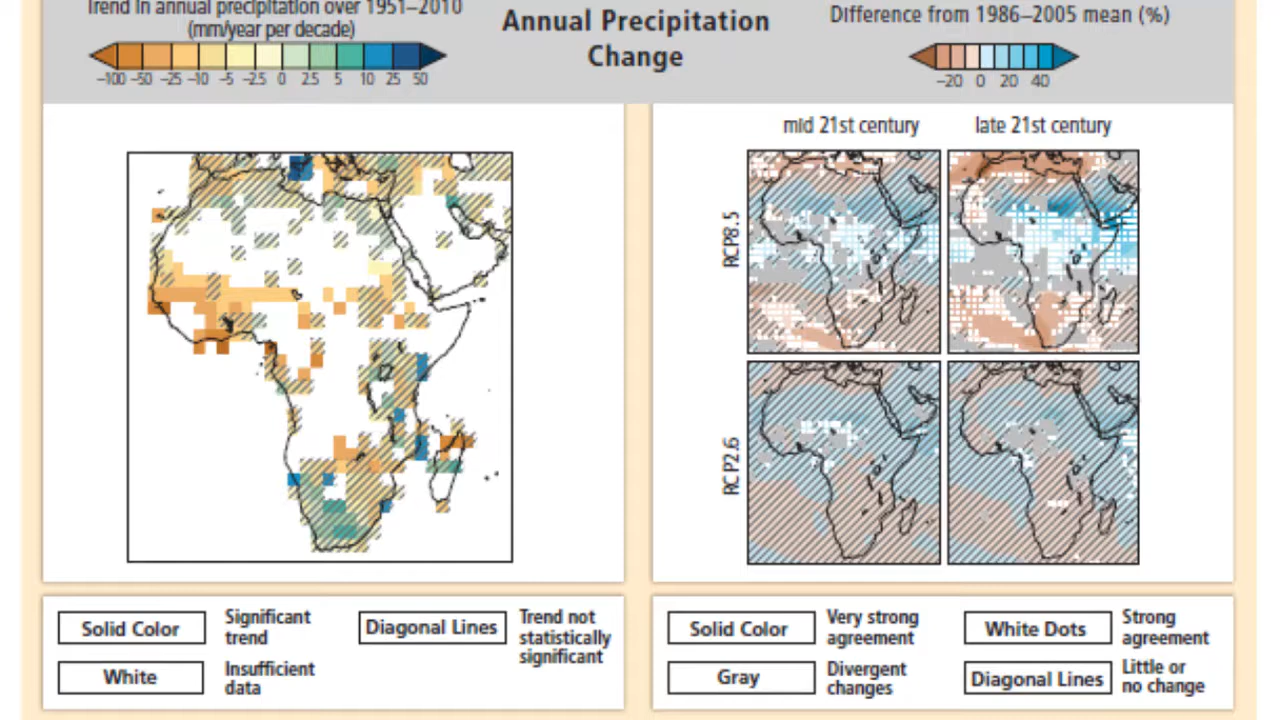 Trend in annual precipitation over 1951–2010
(mm/year per decade)
-100 -50 -25 -10 -5 -2.5 0 2.5 5 10 25 50
Annual Precipitation
Change
Difference from 1986–2005 mean (%)
-20 0 20 40
mid 21st century
late 21st century
RCP8.5
RCP2.6
Solid Color
Significant
trend
Diagonal Lines
Trend not
statistically
significant
White
Insufficient
data
Solid Color
Very strong
agreement
White Dots
Strong
agreement
Gray
Divergent
changes
Diagonal Lines
Little or
no change